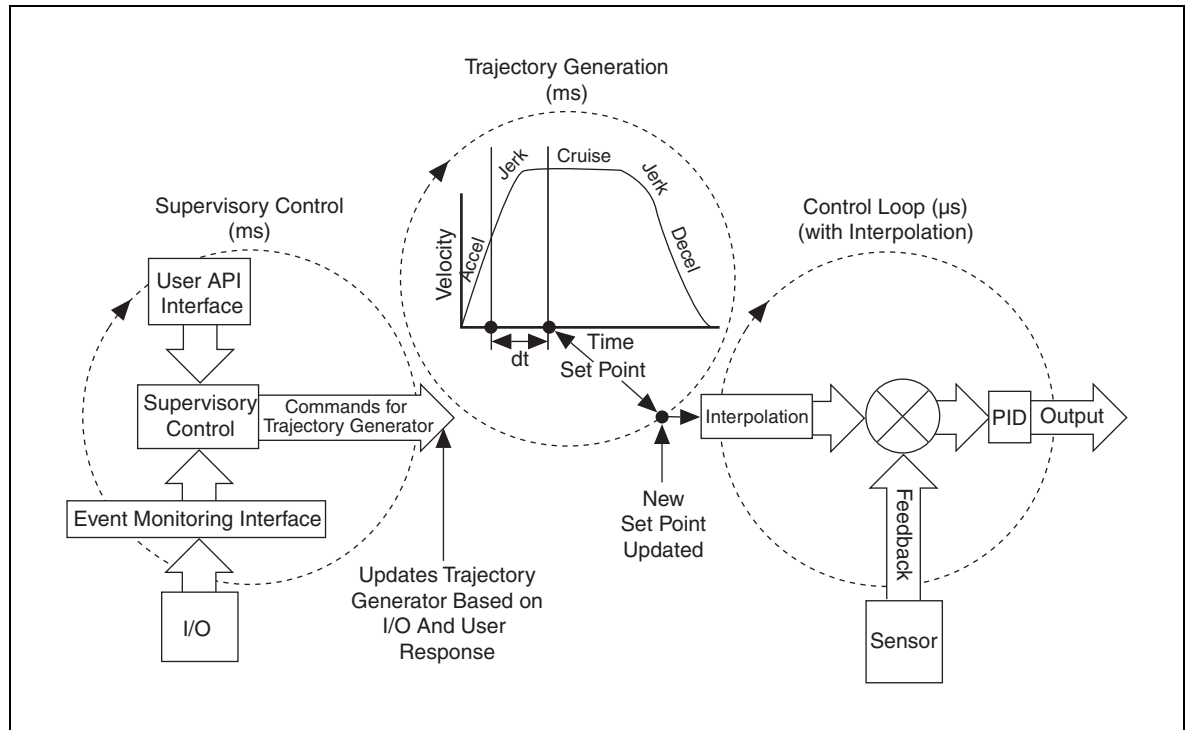 Trajectory Generation
(ms)
Jerk
Cruise
Jerk
Accel
Decel
Velocity
Time
dt
Set Point
Supervisory Control
(ms)
User API
Interface
Supervisory
Control
Commands for
Trajectory Generator
Event Monitoring Interface
I/O
Updates Trajectory
Generator Based on
I/O And User
Response
New
Set Point
Updated
Control Loop (µs)
(with Interpolation)
Interpolation
PID
Output
Feedback
Sensor